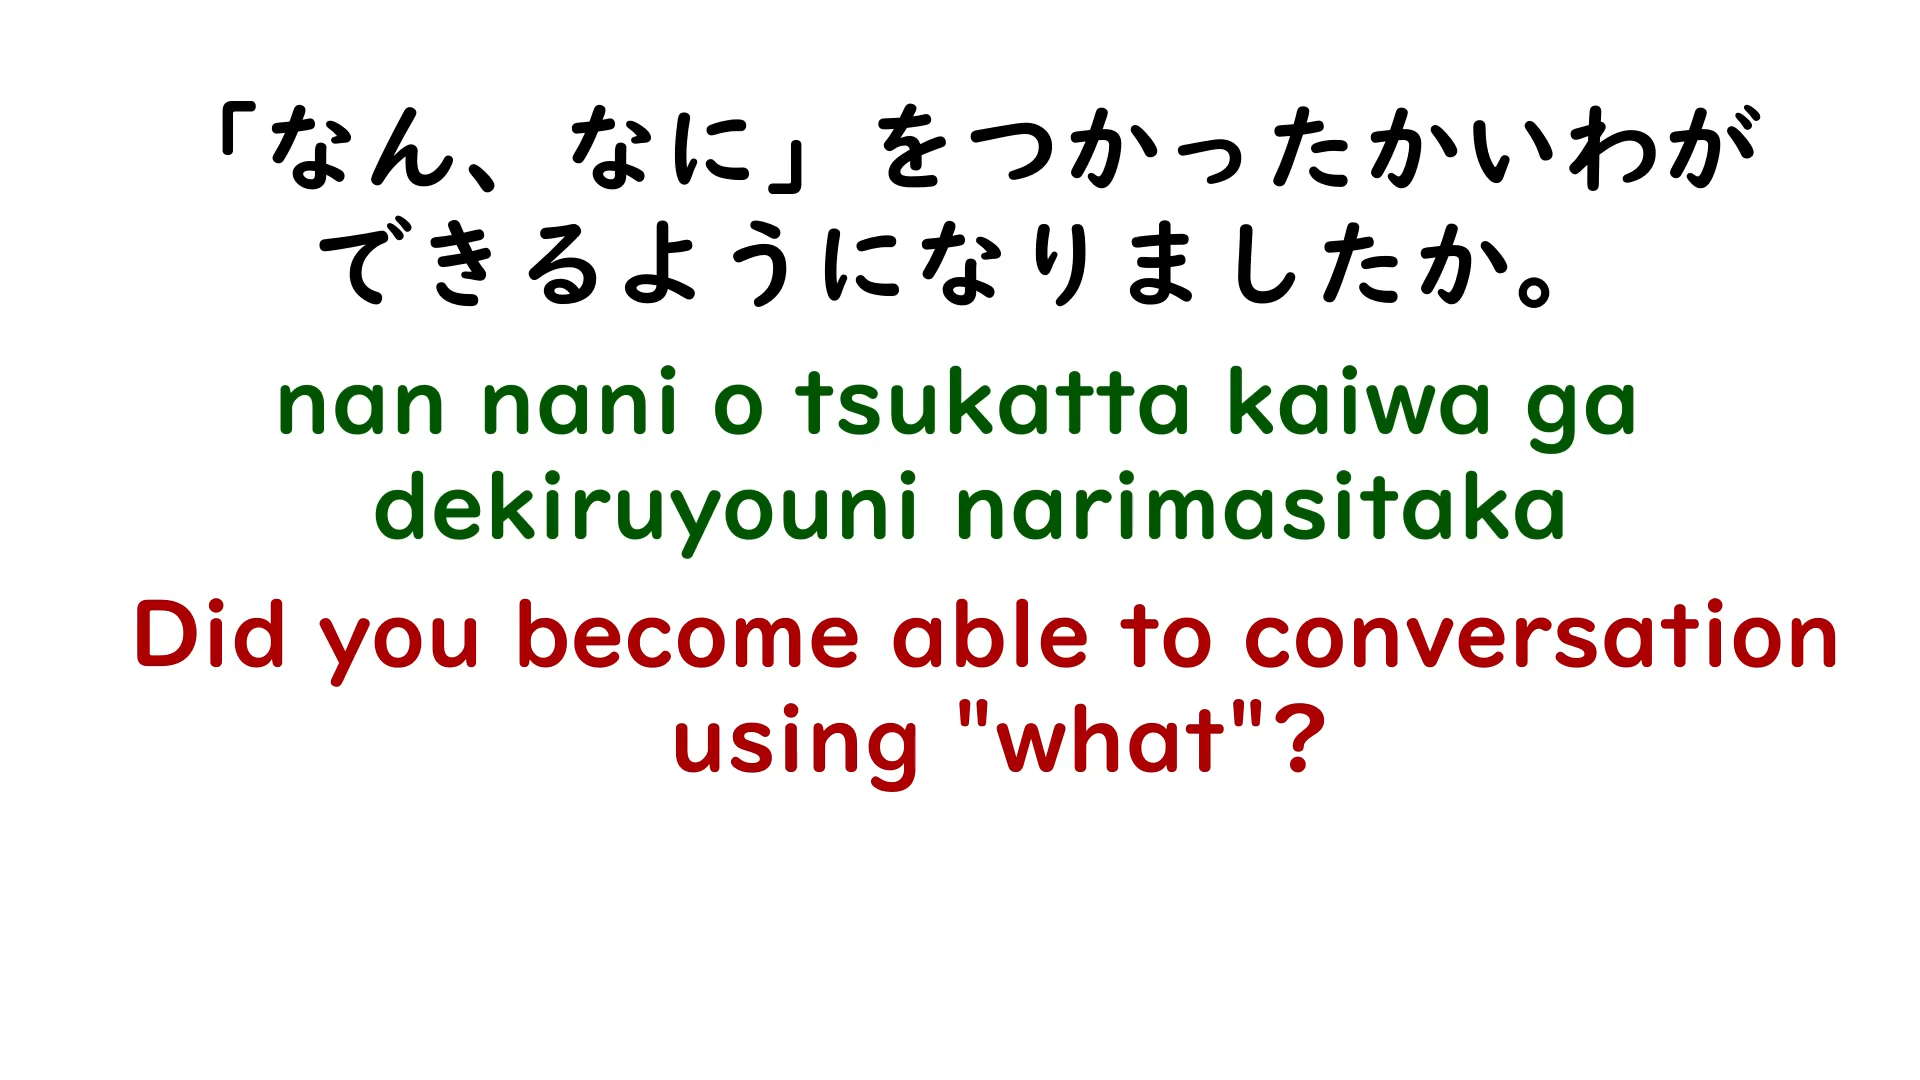 「なん、なに」をつかったかいわが
できるようになりましたか。
nan nani o tsukatta kaiwa ga
dekiruyouni narimasitaka
Did you become able to conversation
using "what"?